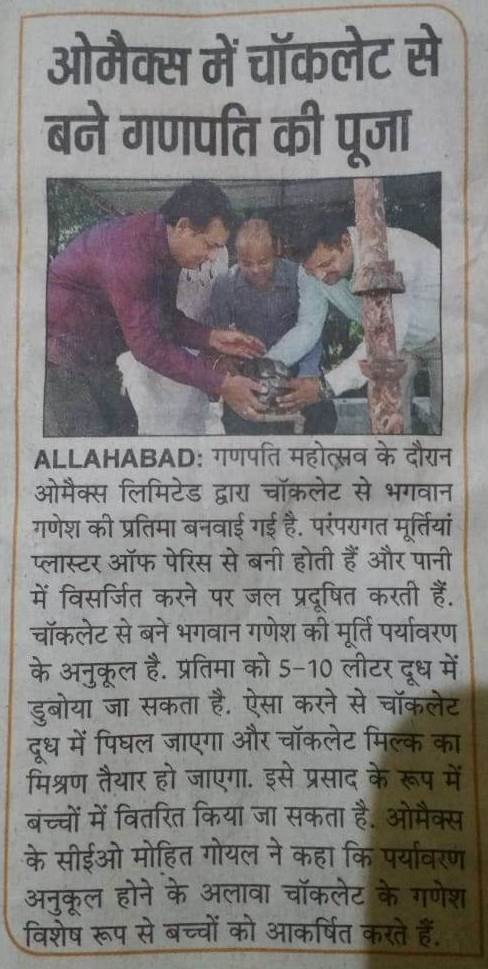 ओमैक्स में चॉकलेट से
बने गणपति की पूजा
ALLAHABAD: गणपति महोत्सव के दौरान
ओमैक्स लिमिटेड द्वारा चॉकलेट से भगवान
गणेश की प्रतिमा बनवाई गई है. परंपरागत मूर्तियां
प्लास्टर ऑफ पेरिस से बनी होती हैं और पानी
में विसर्जित करने पर जल प्रदूषित करती हैं.
चॉकलेट से बने भगवान गणेश की मूर्ति पर्यावरण
के अनुकूल है. प्रतिमा को 5-10 लीटर दूध में
डुबोया जा सकता है. ऐसा करने से चॉकलेट
दूध में पिघल जाएगा और चॉकलेट मिल्क का
मिश्रण तैयार हो जाएगा. इसे प्रसाद के रूप में
बच्चों में वितरित किया जा सकता है. ओमैक्स
के सीईओ मोहित गोयल ने कहा कि पर्यावरण
अनुकूल होने के अलावा चॉकलेट के गणेश
विशेष रूप से बच्चों को आकर्षित करते हैं.